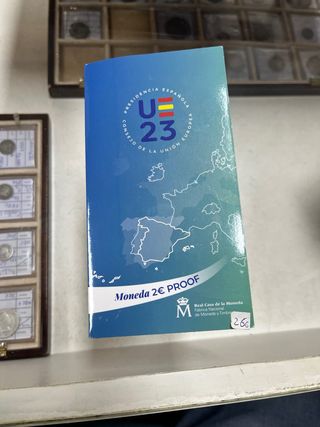 PRESIDENCIA ESPAÑOLA
UE
23
CONSEJO DE LA UNIÓN EUROPEA
Moneda 2€ PROOF
Real Casa de la Moneda
Fábrica Nacional
de Moneda y Timbre
M
26€